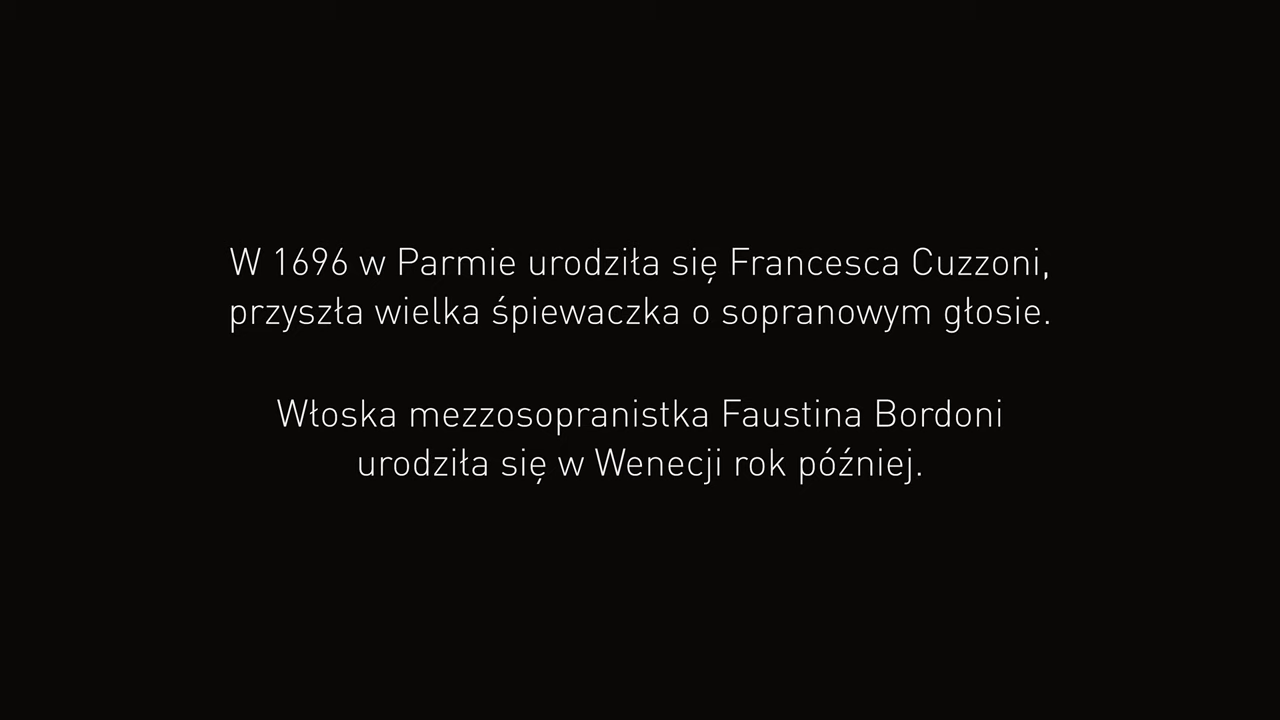 W 1696 w Parmie urodziła się Francesca Cuzzoni,
przyszła wielka śpiewaczka o sopranowym głosie.
Włoska mezzosopranistka Faustina Bordoni
urodziła się w Wenecji rok później.